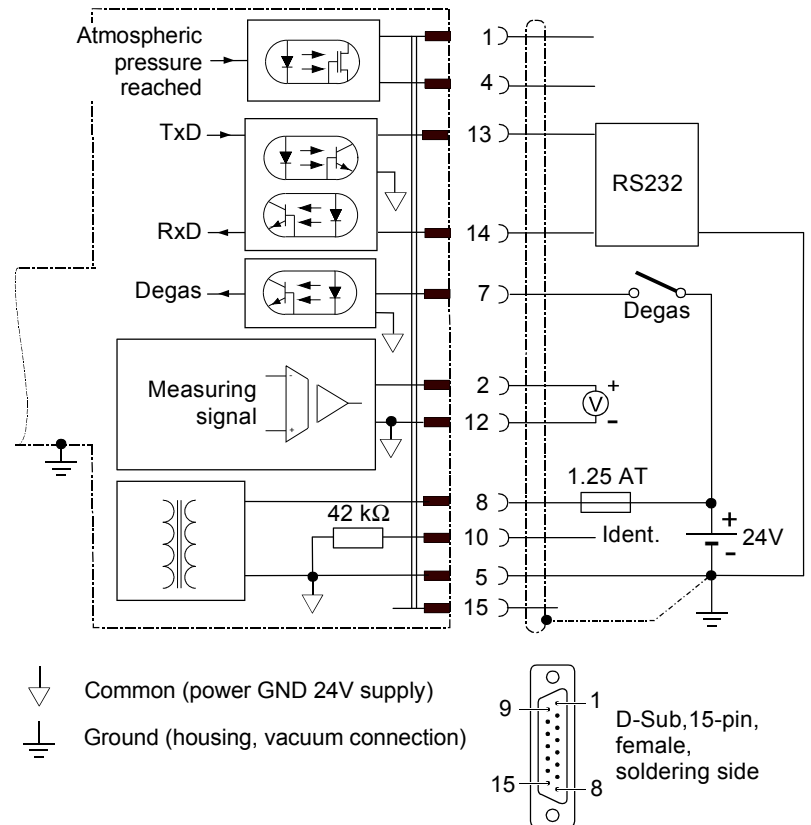 Atmospheric
pressure
reached
1
4
TxD
13
RS232
RxD
14
Degas
7
Degas
Measuring
signal
2
+
V
12
-
1.25 AT
8
42 kΩ
10
Ident.
+
24V
-
5
15
Common (power GND 24V supply)
Ground (housing, vacuum connection)
9
1
15
8
D-Sub,15-pin,
female,
soldering side